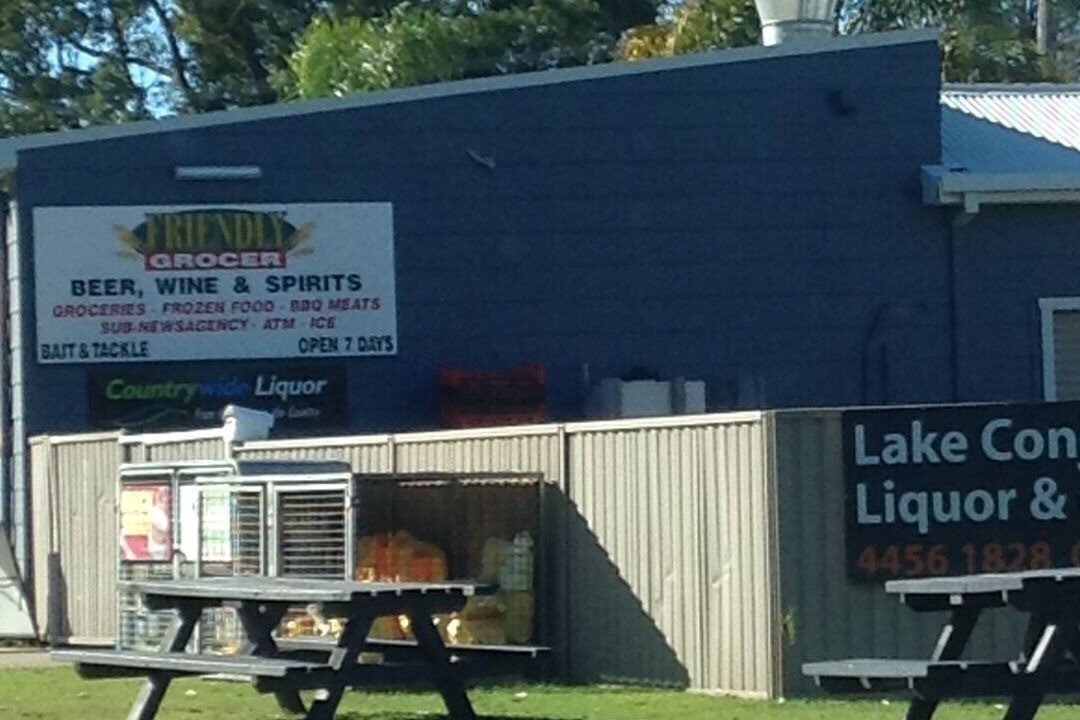 FRIENDLY
GROCER
BEER, WINE & SPIRITS
GROCERIES - FROZEN FOOD - BBQ MEATS
SUB-NEWSAGENCY - ATM - ICE
BAIT & TACKLE OPEN 7 DAYS
Countrywide Liquor
Lake Con
Liquor &
4456 1828